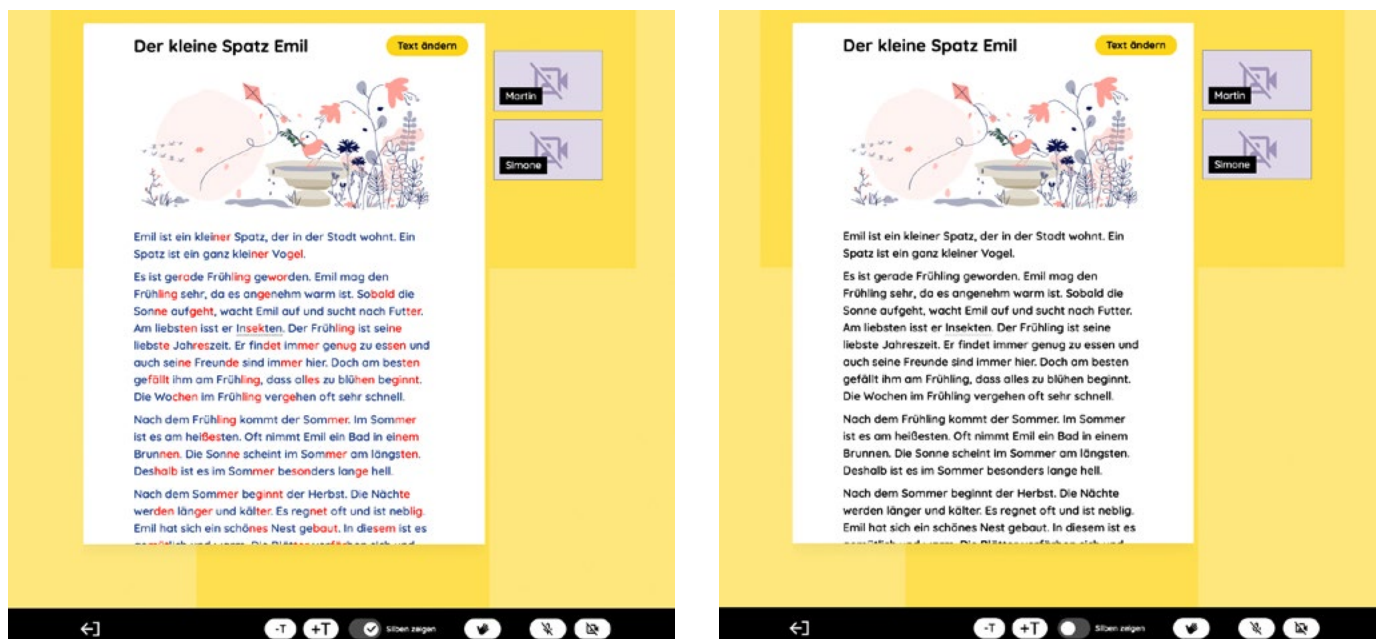 Der kleine Spatz Emil
Text ändern
Martin
Simone
Emil ist ein kleiner Spatz, der in der Stadt wohnt. Ein
Spatz ist ein ganz kleiner Vogel.
Es ist gerade Frühling geworden. Emil mag den
Frühling sehr, da es angenehm warm ist. Sobald die
Sonne aufgeht, wacht Emil auf und sucht nach Futter.
Am liebsten isst er Insekten. Der Frühling ist seine
liebste Jahreszeit. Er findet immer genug zu essen und
auch seine Freunde sind immer hier. Doch am besten
gefällt ihm am Frühling, dass alles zu blühen beginnt.
Die Wochen im Frühling vergehen oft sehr schnell.
Nach dem Frühling kommt der Sommer. Im Sommer
ist es am heißesten. Oft nimmt Emil ein Bad in einem
Brunnen. Die Sonne scheint im Sommer am längsten.
Deshalb ist es im Sommer besonders lange hell.
Nach dem Sommer beginnt der Herbst. Die Nächte
werden länger und kälter. Es regnet oft und ist neblig.
Emil hat sich ein schönes Nest gebaut. In diesem ist es
-T +T Silben zeigen
Der kleine Spatz Emil
Text ändern
Martin
Simone
Emil ist ein kleiner Spatz, der in der Stadt wohnt. Ein
Spatz ist ein ganz kleiner Vogel.
Es ist gerade Frühling geworden. Emil mag den
Frühling sehr, da es angenehm warm ist. Sobald die
Sonne aufgeht, wacht Emil auf und sucht nach Futter.
Am liebsten isst er Insekten. Der Frühling ist seine
liebste Jahreszeit. Er findet immer genug zu essen und
auch seine Freunde sind immer hier. Doch am besten
gefällt ihm am Frühling, dass alles zu blühen beginnt.
Die Wochen im Frühling vergehen oft sehr schnell.
Nach dem Frühling kommt der Sommer. Im Sommer
ist es am heißesten. Oft nimmt Emil ein Bad in einem
Brunnen. Die Sonne scheint im Sommer am längsten.
Deshalb ist es im Sommer besonders lange hell.
Nach dem Sommer beginnt der Herbst. Die Nächte
werden länger und kälter. Es regnet oft und ist neblig.
Emil hat sich ein schönes Nest gebaut. In diesem ist es
-T +T Silben zeigen